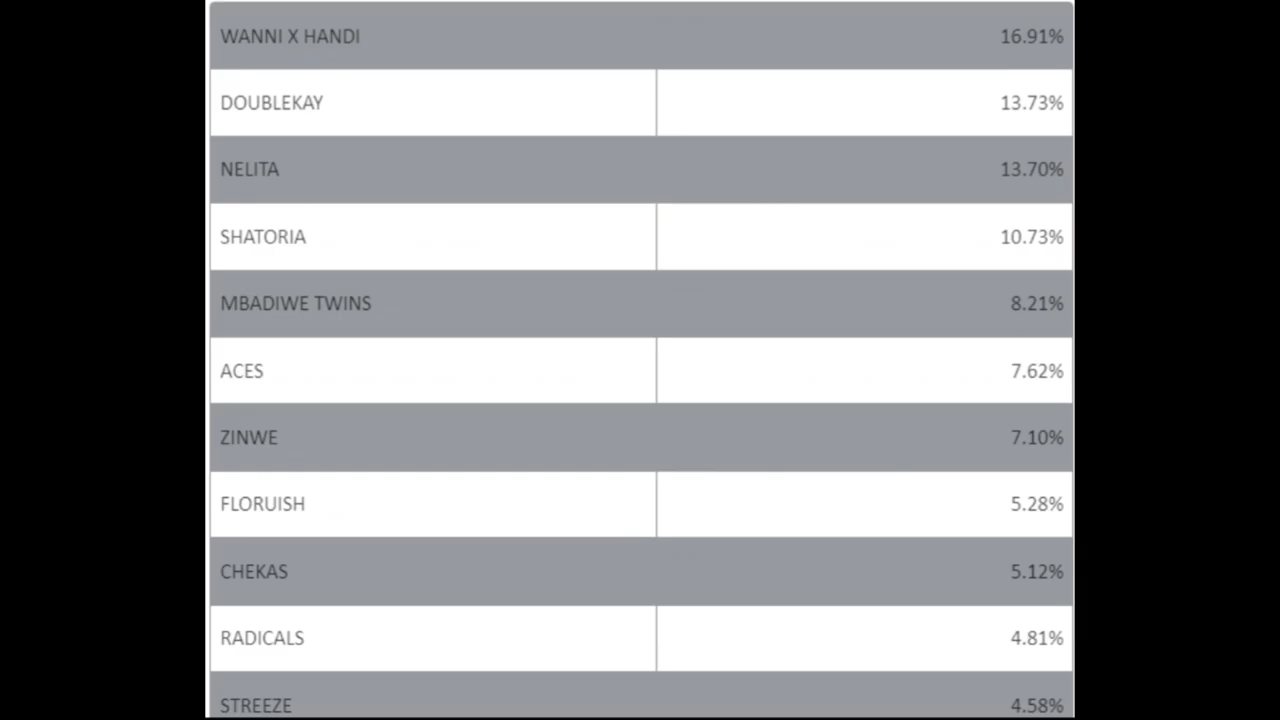 WANNI X HANDI 16.91%
DOUBLEKAY 13.73%
NELITA 13.70%
SHATORIA 10.73%
MBADIWE TWINS 8.21%
ACES 7.62%
ZINWE 7.10%
FLORUISH 5.28%
CHEKAS 5.12%
RADICALS 4.81%
STREEZE 4.58%